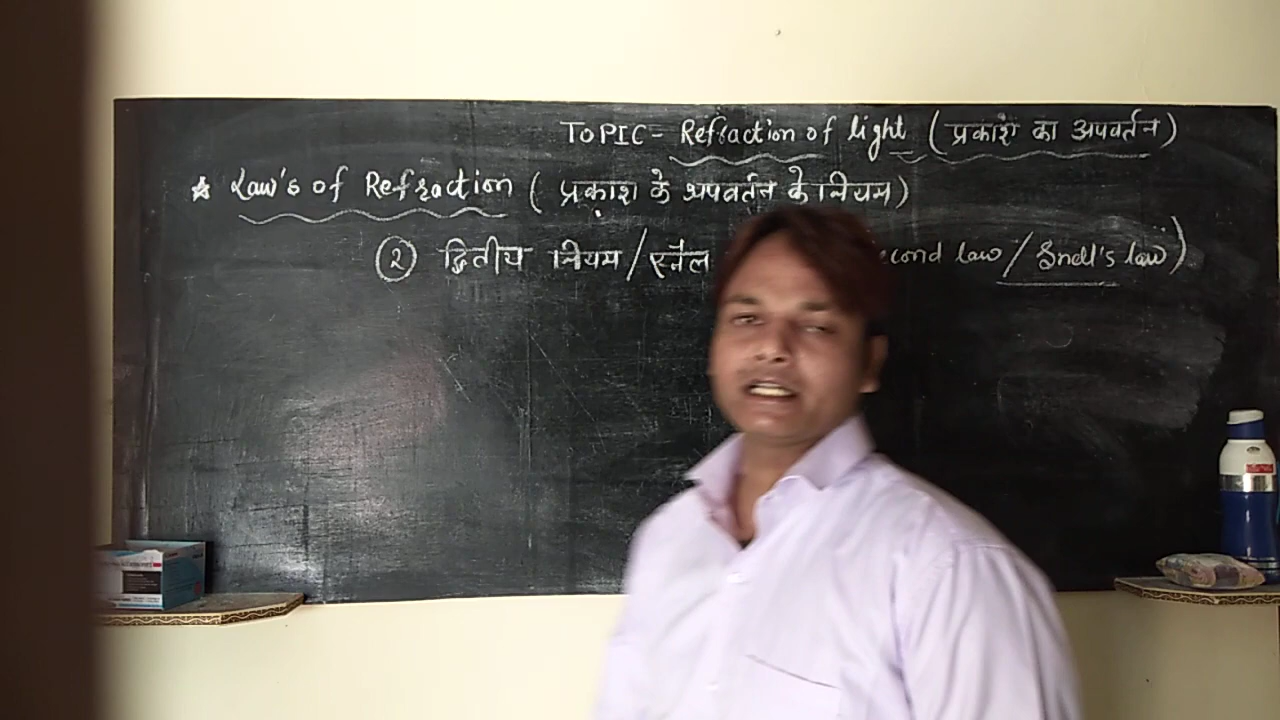 TOPIC- Refraction of light (प्रकाश का अपवर्तन)
☆ Law's of Refraction ( प्रकाश के अपवर्तन के नियम)
② द्वितीय नियम/स्नैल econd law / Snell's law)